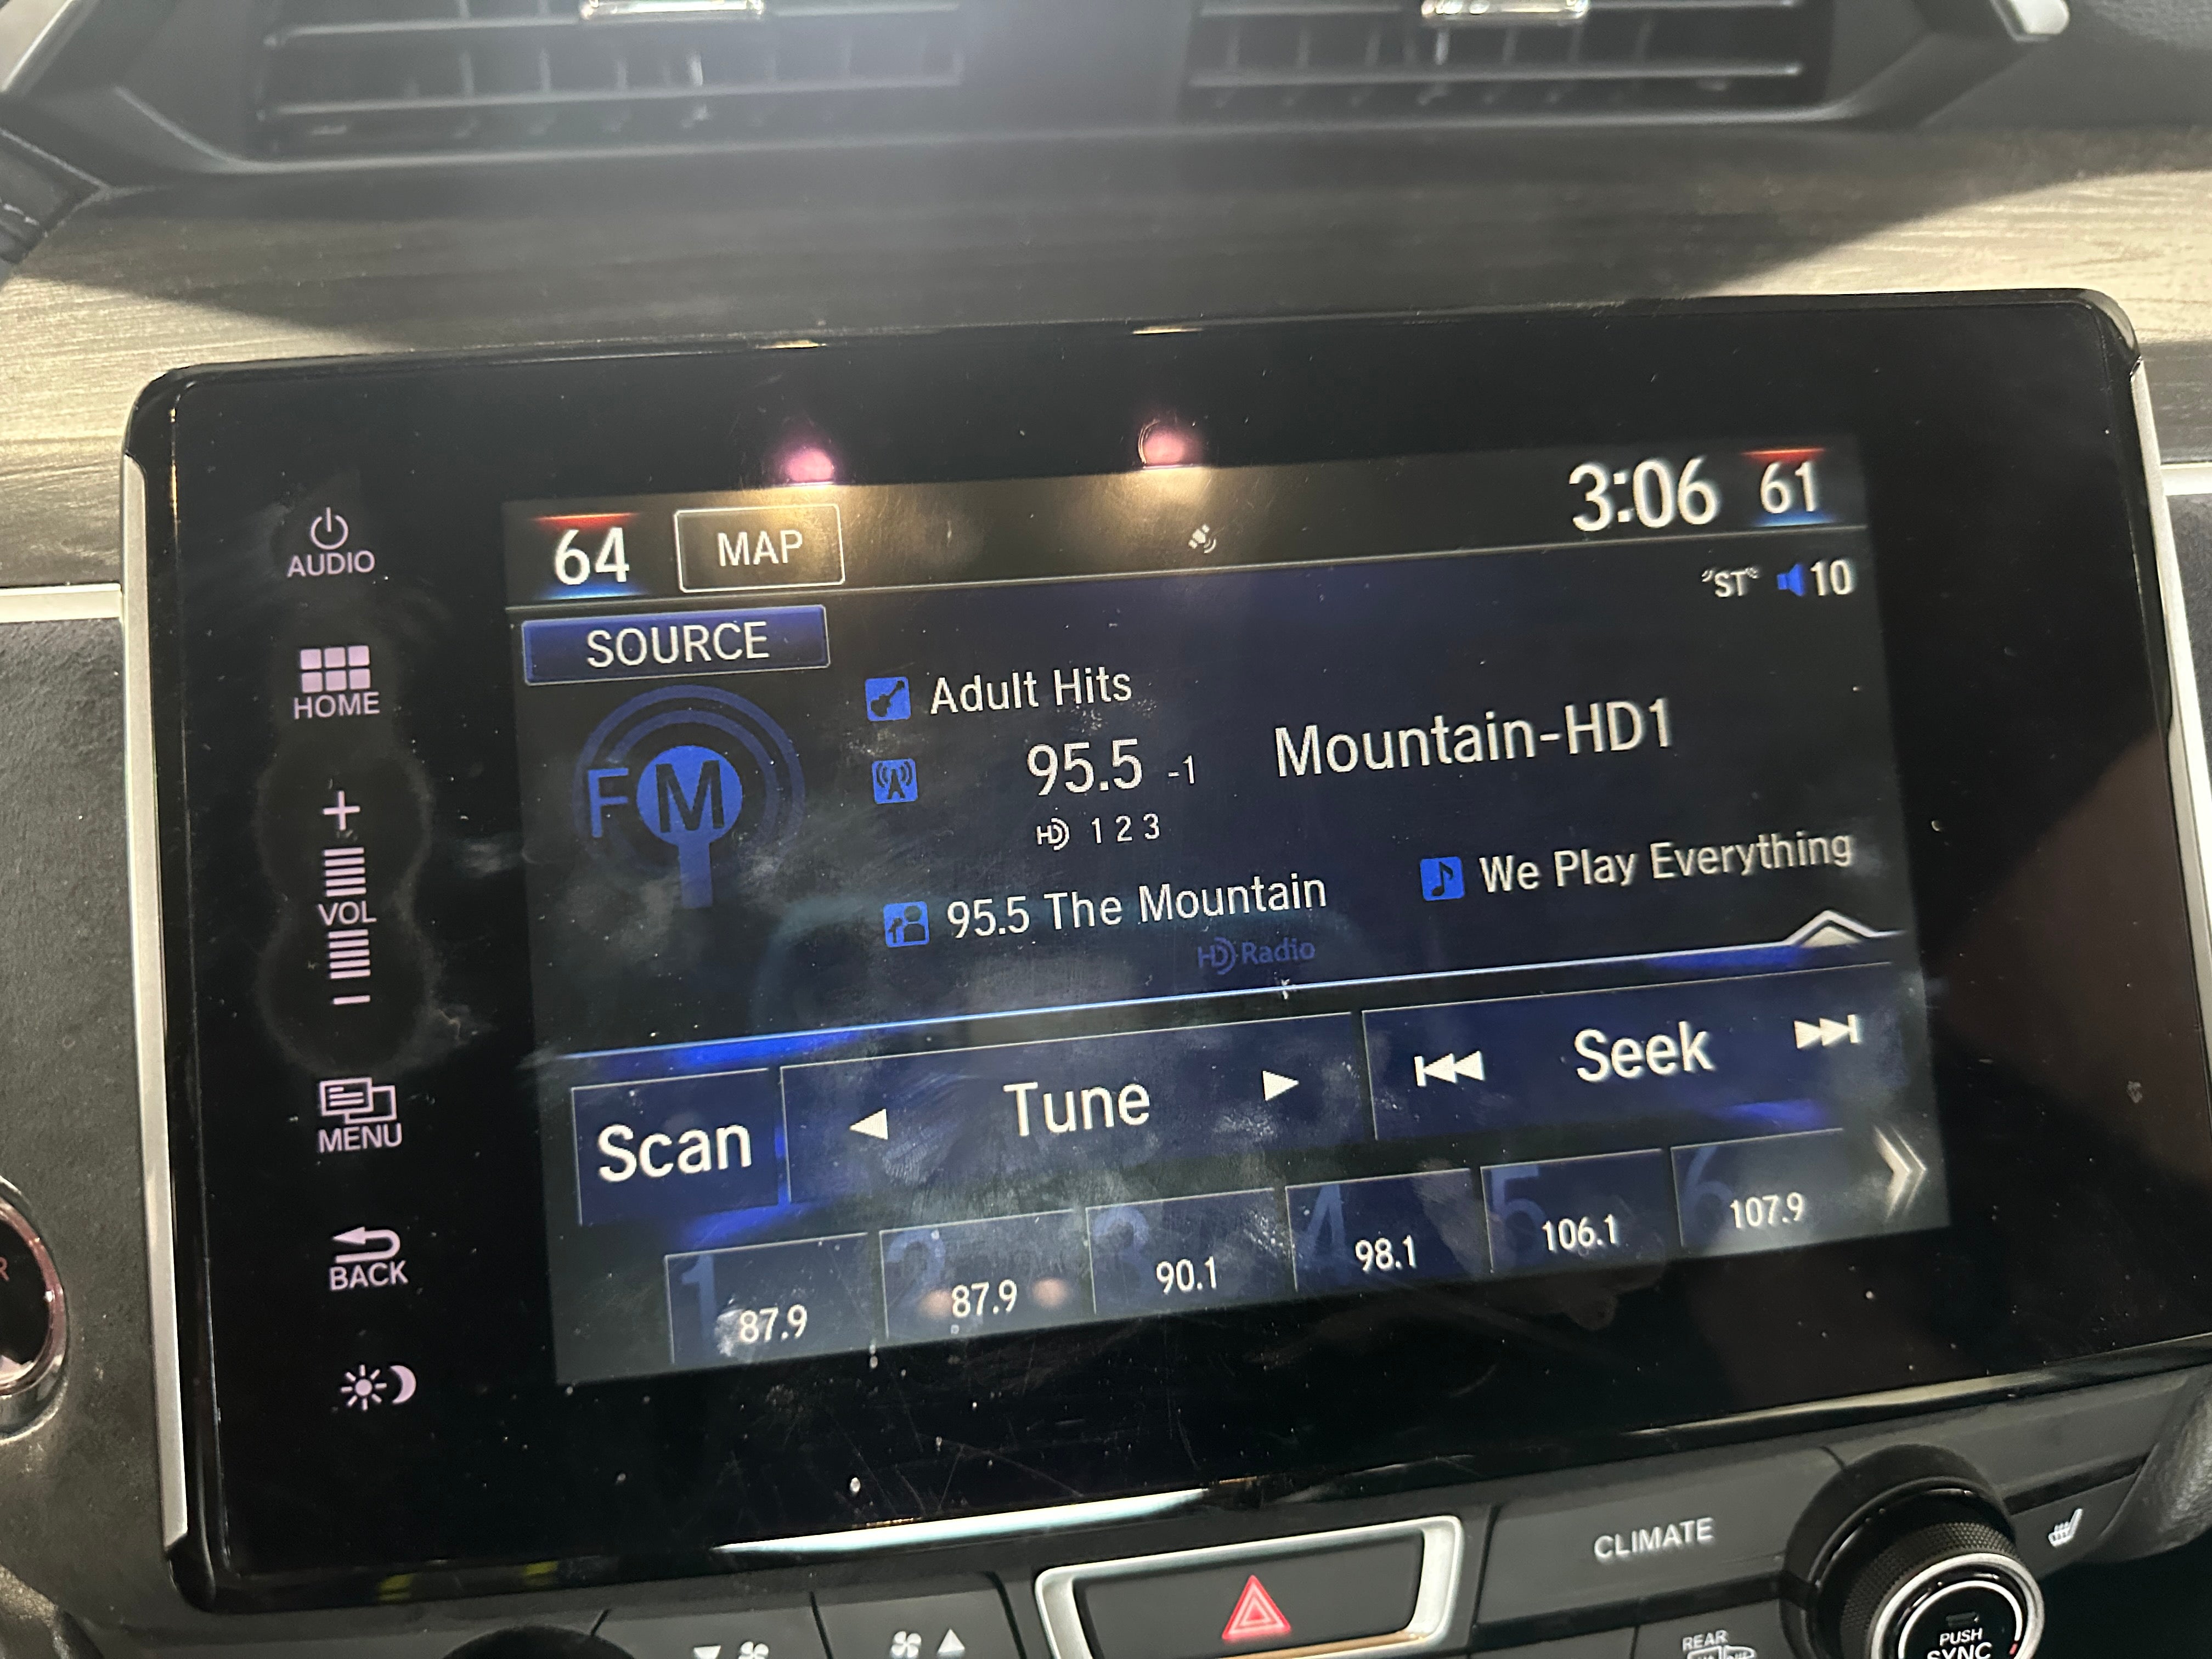 AUDIO
HOME
+
VOL
−
MENU
BACK
64
MAP
3:06
61
"ST"
10
SOURCE
FM
Adult Hits
95.5 -1
Mountain-HD1
HD 1 2 3
95.5 The Mountain
We Play Everything
HD Radio
Scan
Tune
Seek
1 87.9
2 87.9
3 90.1
4 98.1
5 106.1
6 107.9
CLIMATE
REAR
PUSH
SYNC
R